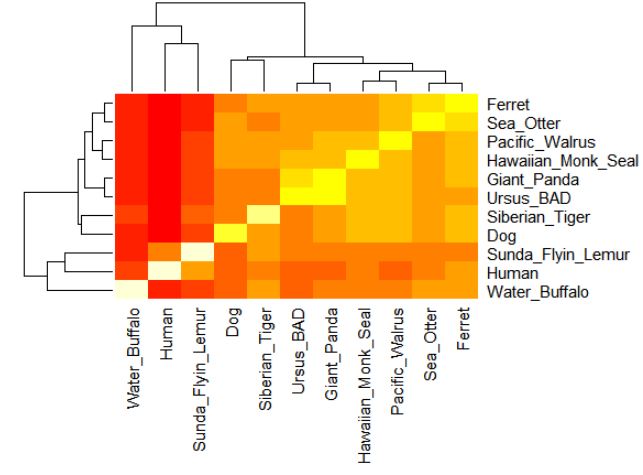 Ferret
Sea_Otter
Pacific_Walrus
Hawaiian_Monk_Seal
Giant_Panda
Ursus_BAD
Siberian_Tiger
Dog
Sunda_Flyin_Lemur
Human
Water_Buffalo
Water_Buffalo
Human
Sunda_Flyin_Lemur
Dog
Siberian_Tiger
Ursus_BAD
Giant_Panda
Hawaiian_Monk_Seal
Pacific_Walrus
Sea_Otter
Ferret